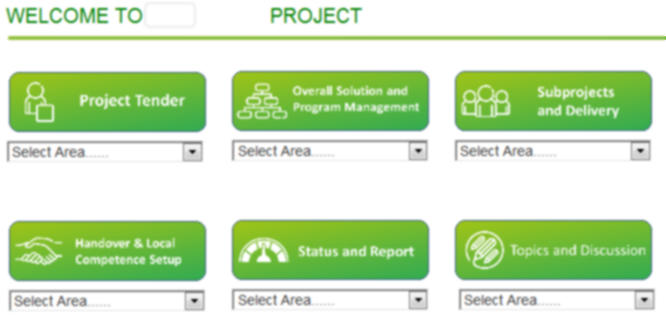 WELCOME TO PROJECT
Project Tender
Overall Solution and
Program Management
Subprojects
and Delivery
Select Area......
Select Area......
Select Area......
Handover & Local
Competence Setup
Status and Report
Topics and Discussion
Select Area......
Select Area......
Select Area......